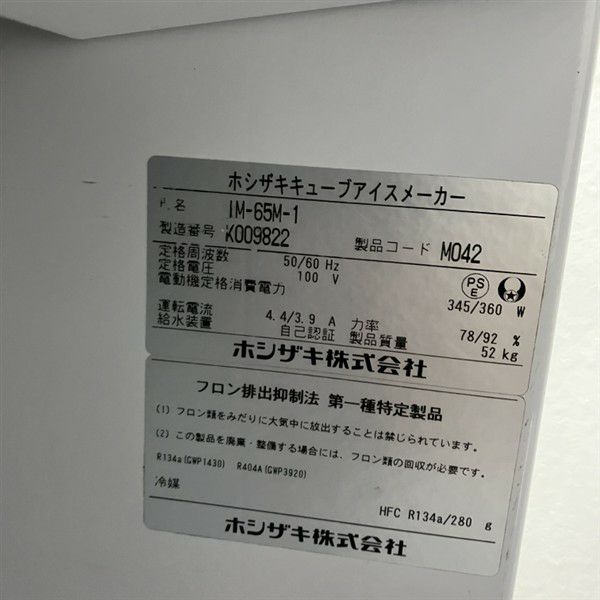 ホシザキキューブアイスメーカー
名 IM-65M-1
製造番号 K009822 製品コード M042
定格周波数 50/60 Hz
定格電圧 100 V
電動機定格消費電力 345/360 W
PSE
運転電流 4.4/3.9 A 力率 78/92 %
給水装置 自己認証 製品質量 52 kg
ホシザキ株式会社
フロン排出抑制法 第一種特定製品
(1) フロン類をみだりに大気中に放出することは禁じられています。
(2) この製品を廃棄・整備する場合には、フロン類の回収が必要です。
R134a(GWP1430) R404A(GWP3920)
冷媒 HFC R134a/280 g
ホシザキ株式会社